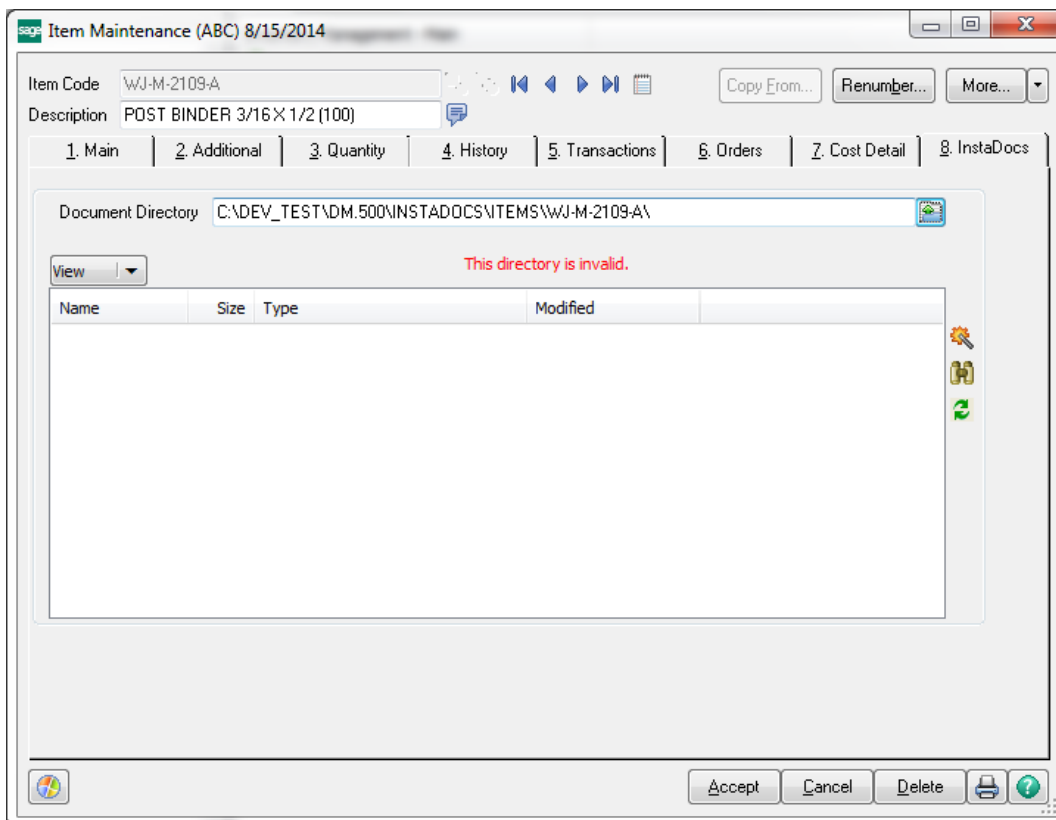 sage Item Maintenance (ABC) 8/15/2014
Item Code WJ-M-2109-A Copy From... Renumber... More...
Description POST BINDER 3/16 X 1/2 (100)
1. Main 2. Additional 3. Quantity 4. History 5. Transactions 6. Orders 7. Cost Detail 8. InstaDocs
Document Directory C:\DEV_TEST\DM.500\INSTADOCS\ITEMS\WJ-M-2109-A\
View This directory is invalid.
Name Size Type Modified
Accept Cancel Delete